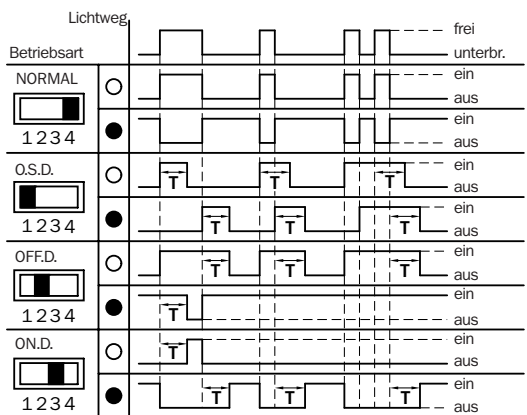 Lichtweg
frei
Betriebsart
unterbr.
NORMAL
ein
aus
ein
1234
aus
O.S.D.
T T T
ein
aus
1234
T T T
ein
aus
OFF.D.
T T T
ein
aus
1234
T
ein
aus
ON.D.
T
ein
aus
1234
T T T
ein
aus